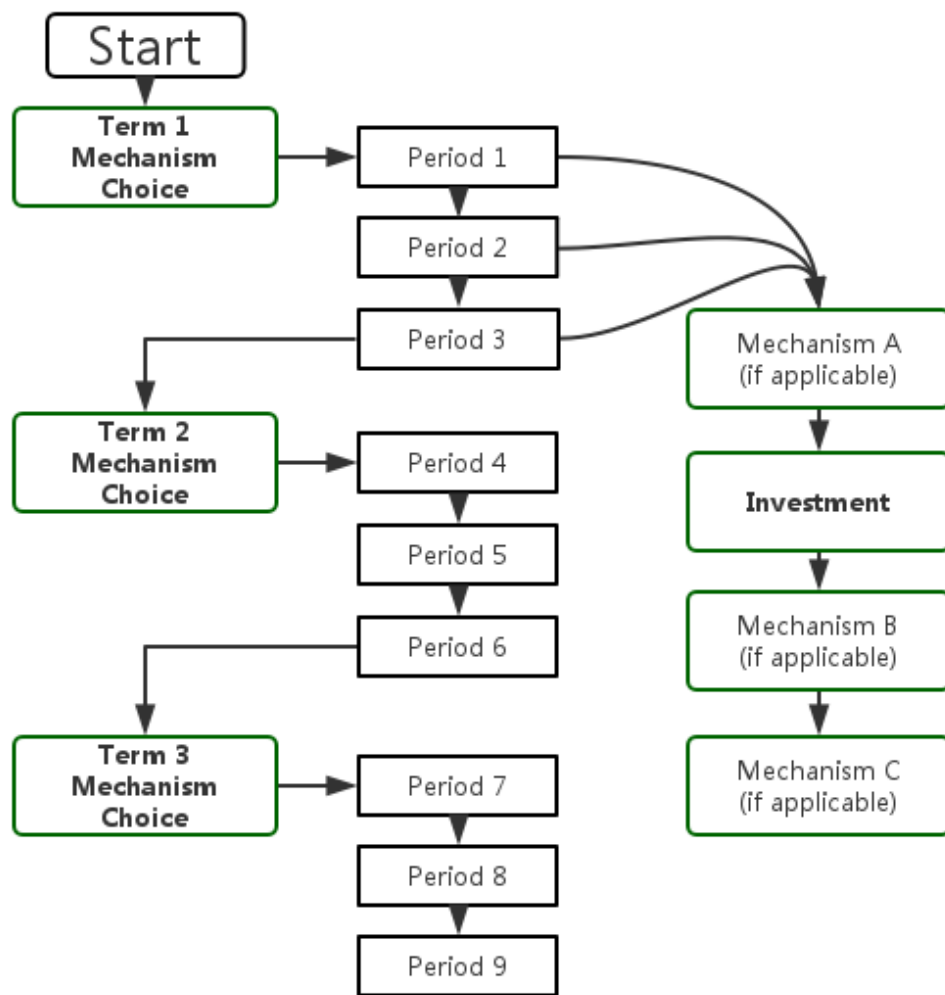 Start
Term 1
Mechanism
Choice
Period 1
Period 2
Period 3
Mechanism A
(if applicable)
Term 2
Mechanism
Choice
Period 4
Period 5
Period 6
Investment
Mechanism B
(if applicable)
Term 3
Mechanism
Choice
Period 7
Period 8
Period 9
Mechanism C
(if applicable)